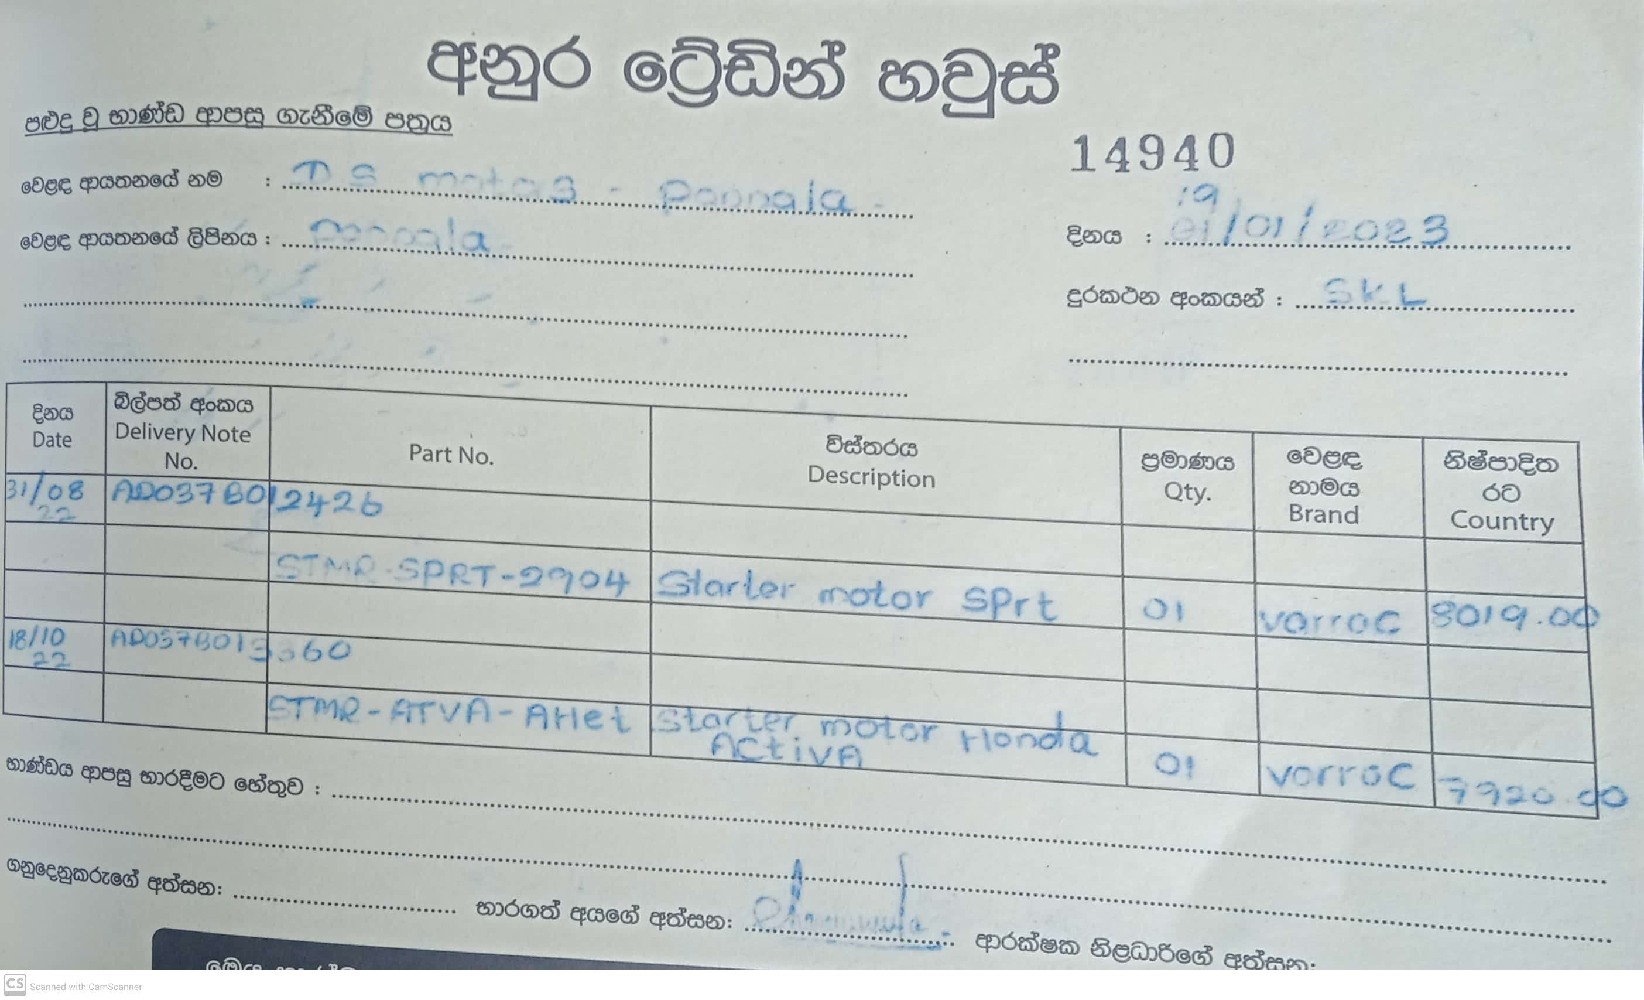 අනුර ට්‍රේඩින් හවුස්
පළුදු වූ භාණ්ඩ ආපසු ගැනීමේ පත්‍රය
14940
වෙළඳ ආයතනයේ නම : D S motors - Pannala
වෙළඳ ආයතනයේ ලිපිනය : Pannala
දිනය : 19/01/2023
දුරකථන අංකයන් : SKL
දිනය Date බිල්පත් අංකය Delivery Note No. Part No. විස්තරය Description ප්‍රමාණය Qty. වෙළඳ නාමය Brand නිෂ්පාදිත රට Country
31/08 22 AD037B012426
STMR-SPRT-2904 Starter motor SPrt 01 varroc 8019.00
18/10 22 AD037B013360
STMR-ATVA-AHet Starter motor Honda ACtiVA 01 varroc 7920.00
භාණ්ඩය ආපසු භාරදීමට හේතුව :
ගනුදෙනුකරුගේ අත්සන: භාරගත් අයගේ අත්සන: ආරක්ෂක නිළධාරිගේ අත්සන:
CS Scanned with CamScanner